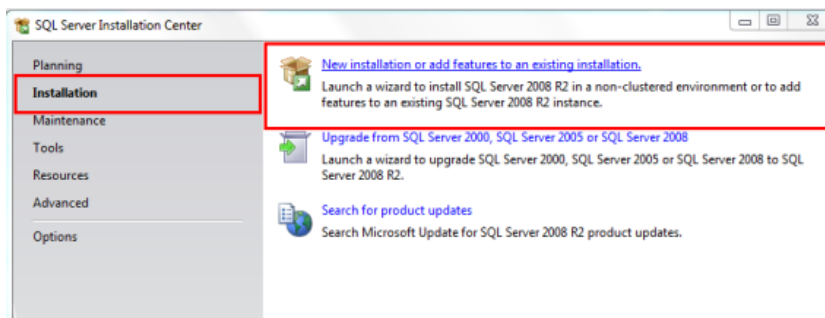 SQL Server Installation Center
Planning
Installation
Maintenance
Tools
Resources
Advanced
Options
New installation or add features to an existing installation.
Launch a wizard to install SQL Server 2008 R2 in a non-clustered environment or to add
features to an existing SQL Server 2008 R2 instance.
Upgrade from SQL Server 2000, SQL Server 2005 or SQL Server 2008
Launch a wizard to upgrade SQL Server 2000, SQL Server 2005 or SQL Server 2008 to SQL
Server 2008 R2.
Search for product updates
Search Microsoft Update for SQL Server 2008 R2 product updates.